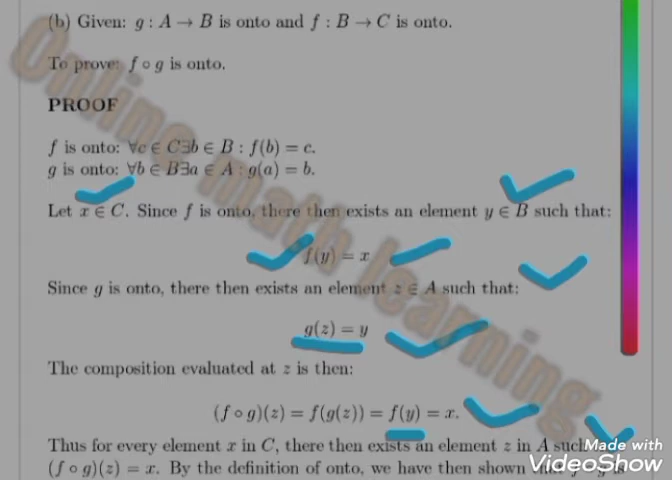 (b) Given: g : A → B is onto and f : B → C is onto.
To prove: f ∘ g is onto.
PROOF
f is onto: ∀c ∈ C∃b ∈ B : f(b) = c.
g is onto: ∀b ∈ B∃a ∈ A : g(a) = b.
Let x ∈ C. Since f is onto, there then exists an element y ∈ B such that:
f(y) = x
Since g is onto, there then exists an element z ∈ A such that:
g(z) = y
The composition evaluated at z is then:
(f ∘ g)(z) = f(g(z)) = f(y) = x.
Thus for every element x in C, there then exists an element z in A such
(f ∘ g)(z) = x. By the definition of onto, we have then shown
Online math learning
Made with
VideoShow